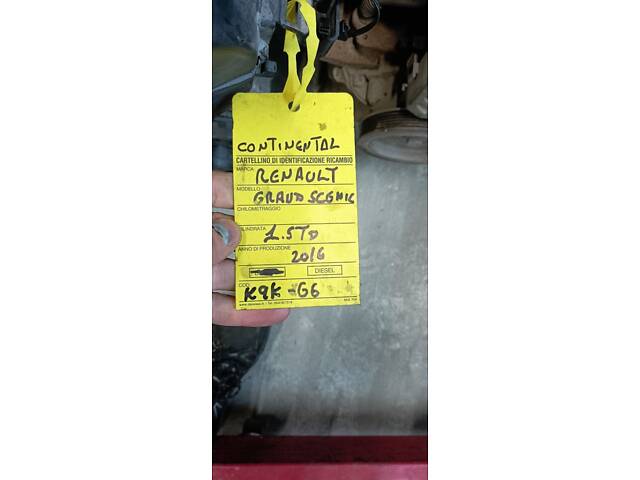 CONTINENTAL
CARTELLINO DI IDENTIFICAZIONE RICAMBIO
MARCA RENAULT
MODELLO GRAND SCENIC
CHILOMETRAGGIO
CILINDRATA 1.5TD
ANNO DI PRODUZIONE 2016
DIESEL
COD. K9K-G6